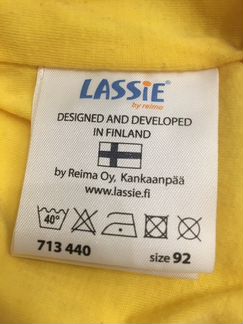 LASSiE
by reima
DESIGNED AND DEVELOPED
IN FINLAND
by Reima Oy, Kankaanpää
www.lassie.fi
40°
713 440 size 92